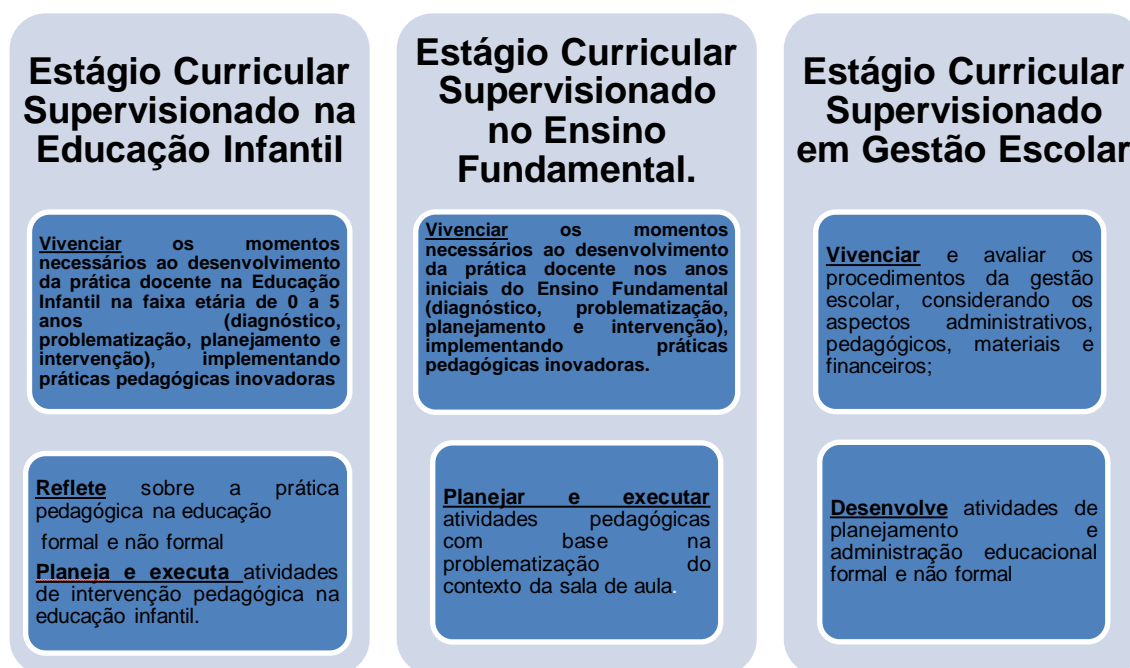 Estágio Curricular
Supervisionado na
Educação Infantil
Vivenciar os momentos
necessários ao desenvolvimento
da prática docente na Educação
Infantil na faixa etária de 0 a 5
anos (diagnóstico,
problematização, planejamento e
intervenção), implementando
práticas pedagógicas inovadoras
Reflete sobre a prática
pedagógica na educação
formal e não formal
Planeja e executa atividades
de intervenção pedagógica na
educação infantil.
Estágio Curricular
Supervisionado
no Ensino
Fundamental.
Vivenciar os momentos
necessários ao desenvolvimento
da prática docente nos anos
iniciais do Ensino Fundamental
(diagnóstico, problematização,
planejamento e intervenção),
implementando práticas
pedagógicas inovadoras.
Planejar e executar
atividades pedagógicas
com base na
problematização do
contexto da sala de aula.
Estágio Curricular
Supervisionado
em Gestão Escolar
Vivenciar e avaliar os
procedimentos da gestão
escolar, considerando os
aspectos administrativos,
pedagógicos, materiais e
financeiros;
Desenvolve atividades de
planejamento e
administração educacional
formal e não formal